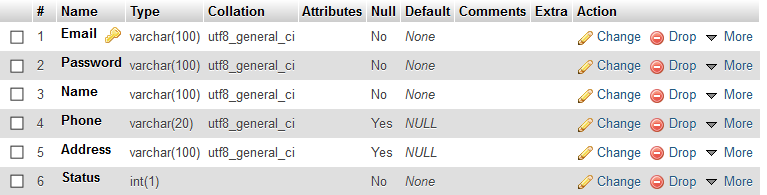 # Name Type Collation Attributes Null Default Comments Extra Action
1 Email varchar(100) utf8_general_ci No None Change Drop More
2 Password varchar(100) utf8_general_ci No None Change Drop More
3 Name varchar(100) utf8_general_ci No None Change Drop More
4 Phone varchar(20) utf8_general_ci Yes NULL Change Drop More
5 Address varchar(100) utf8_general_ci Yes NULL Change Drop More
6 Status int(1) No None Change Drop More